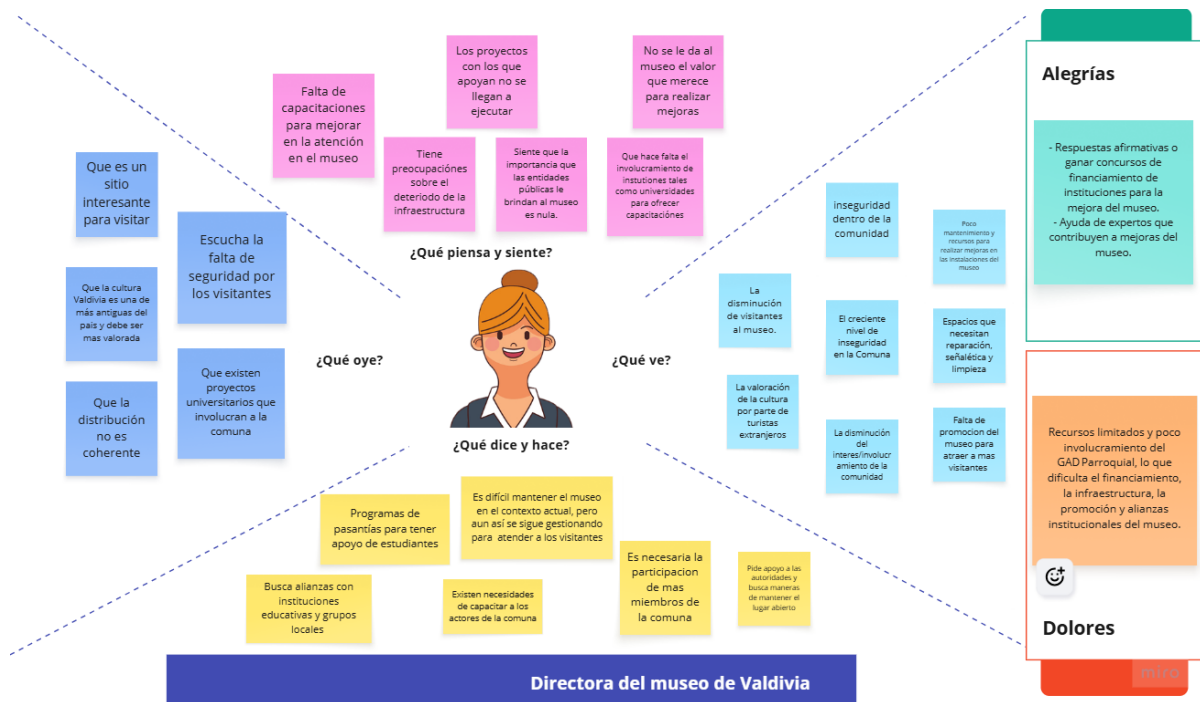 Falta de
capacitaciones
para mejorar
en la atención
en el museo
Los proyectos
con los que
apoyan no se
llegan a
ejecutar
No se le da al
museo el valor
que merece
para realizar
mejoras
Tiene
preocupaciónes
sobre el
deteriodo de la
infraestructura
Siente que la
importancia que
las entidades
públicas le
brindan al museo
es nula.
Que hace falta el
involucramiento de
instutiones tales
como universidades
para ofrecer
capacitaciónes
¿Qué piensa y siente?
Que es un
sitio
interesante
para visitar
Escucha la
falta de
seguridad por
los visitantes
Que la cultura
Valdivia es una de
más antiguas del
pais y debe ser
mas valorada
Que existen
proyectos
universitarios que
involucran a la
comuna
Que la
distribución
no es
coherente
¿Qué oye?
¿Qué ve?
inseguridad
dentro de la
comunidad
Poco
mantenimiento y
recursos para
realizar mejoras en
las instalaciones del
museo
La
disminución
de visitantes
al museo.
El creciente
nivel de
inseguridad
en la Comuna
Espacios que
necesitan
reparación,
señalética y
limpieza
La valoración
de la cultura
por parte de
turistas
extranjeros
La disminución
del
interes/involucr
amiento de la
comunidad
Falta de
promocion del
museo para
atraer a mas
visitantes
¿Qué dice y hace?
Programas de
pasantías para tener
apoyo de estudiantes
Es difícil mantener el museo
en el contexto actual, pero
aun así se sigue gestionando
para atender a los visitantes
Es necesaria la
participacion
de mas
miembros de
la comuna
Pide apoyo a las
autoridades y
busca maneras
de mantener el
lugar abierto
Busca alianzas con
instituciones
educativas y grupos
locales
Existen necesidades
de capacitar a los
actores de la comuna
Directora del museo de Valdivia
Alegrías
- Respuestas afirmativas o
ganar concursos de
financiamiento de
instituciones para la
mejora del museo.
- Ayuda de expertos que
contribuyen a mejoras del
museo.
Recursos limitados y poco
involucramiento del
GAD Parroquial, lo que
dificulta el financiamiento,
la infraestructura, la
promoción y alianzas
institucionales del museo.
Dolores
miro